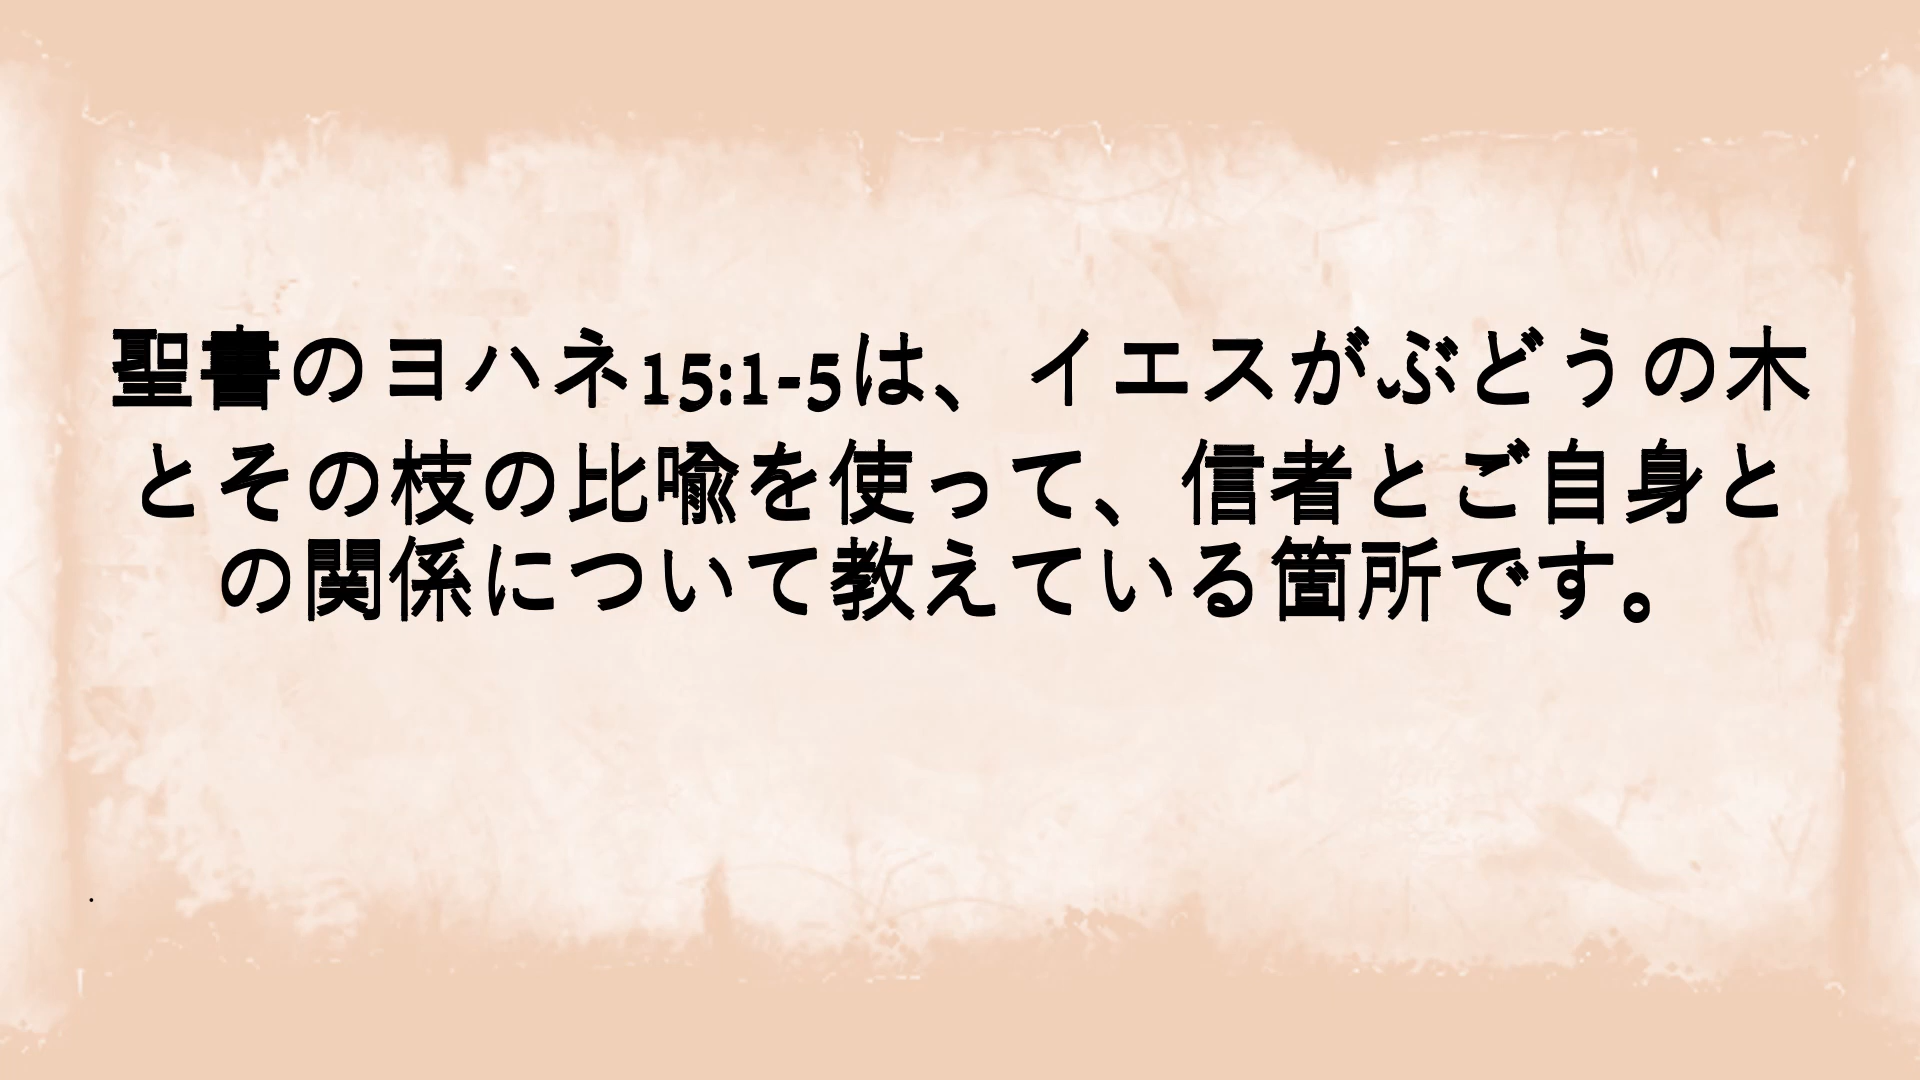 聖書のヨハネ15:1-5は、イエスがぶどうの木
とその枝の比喩を使って、信者とご自身と
の関係について教えている箇所です。
.